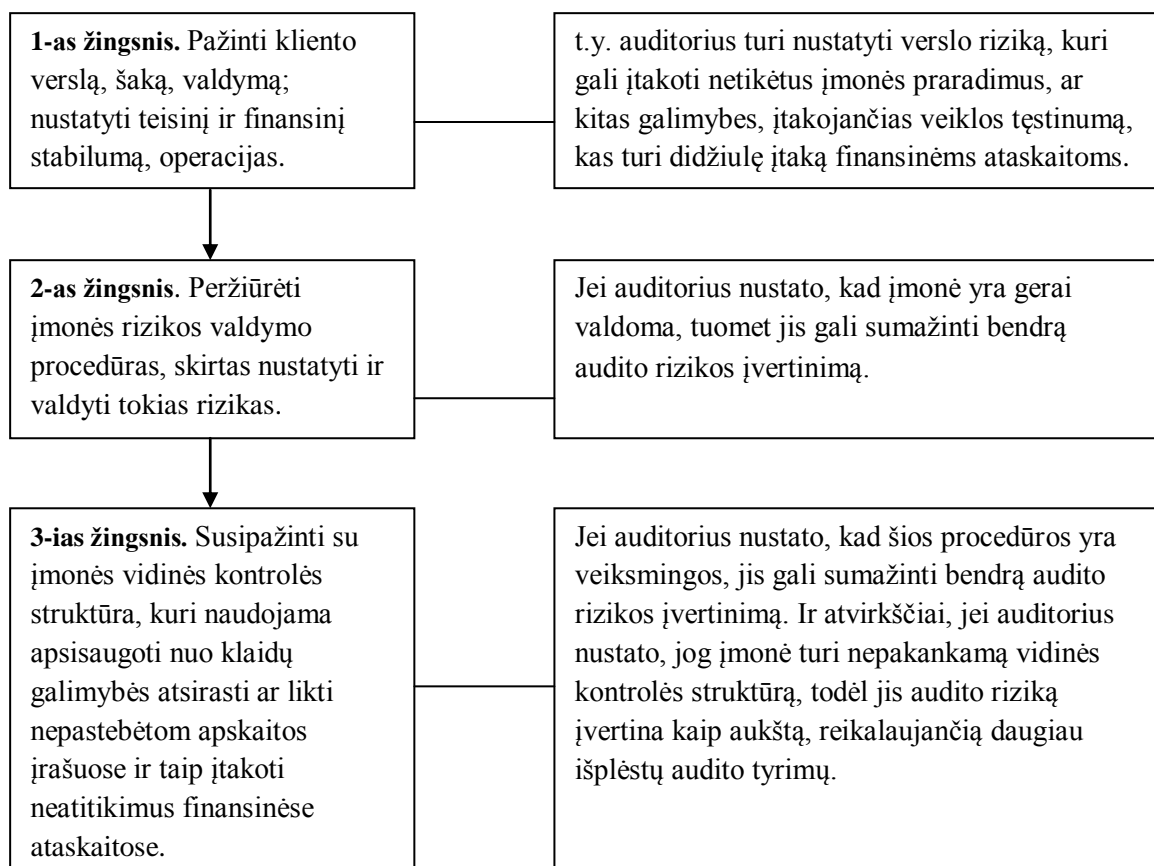 1-as žingsnis. Pažinti kliento
verslą, šaką, valdymą;
nustatyti teisinį ir finansinį
stabilumą, operacijas.
t.y. auditorius turi nustatyti verslo riziką, kuri
gali įtakoti netikėtus įmonės praradimus, ar
kitas galimybes, įtakojančias veiklos tęstinumą,
kas turi didžiulę įtaką finansinėms ataskaitoms.
2-as žingsnis. Peržiūrėti
įmonės rizikos valdymo
procedūras, skirtas nustatyti ir
valdyti tokias rizikas.
Jei auditorius nustato, kad įmonė yra gerai
valdoma, tuomet jis gali sumažinti bendrą
audito rizikos įvertinimą.
3-ias žingsnis. Susipažinti su
įmonės vidinės kontrolės
struktūra, kuri naudojama
apsisaugoti nuo klaidų
galimybės atsirasti ar likti
nepastebėtom apskaitos
įrašuose ir taip įtakoti
neatitikimus finansinėse
ataskaitose.
Jei auditorius nustato, kad šios procedūros yra
veiksmingos, jis gali sumažinti bendrą audito
rizikos įvertinimą. Ir atvirkščiai, jei auditorius
nustato, jog įmonė turi nepakankamą vidinės
kontrolės struktūrą, todėl jis audito riziką
įvertina kaip aukštą, reikalaujančią daugiau
išplėstų audito tyrimų.